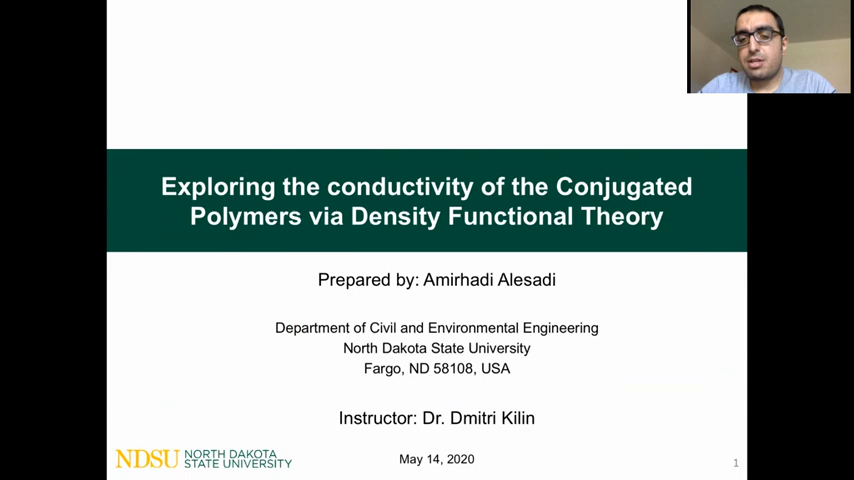 Exploring the conductivity of the Conjugated
Polymers via Density Functional Theory
Prepared by: Amirhadi Alesadi
Department of Civil and Environmental Engineering
North Dakota State University
Fargo, ND 58108, USA
Instructor: Dr. Dmitri Kilin
NDSU NORTH DAKOTA
STATE UNIVERSITY
May 14, 2020
1